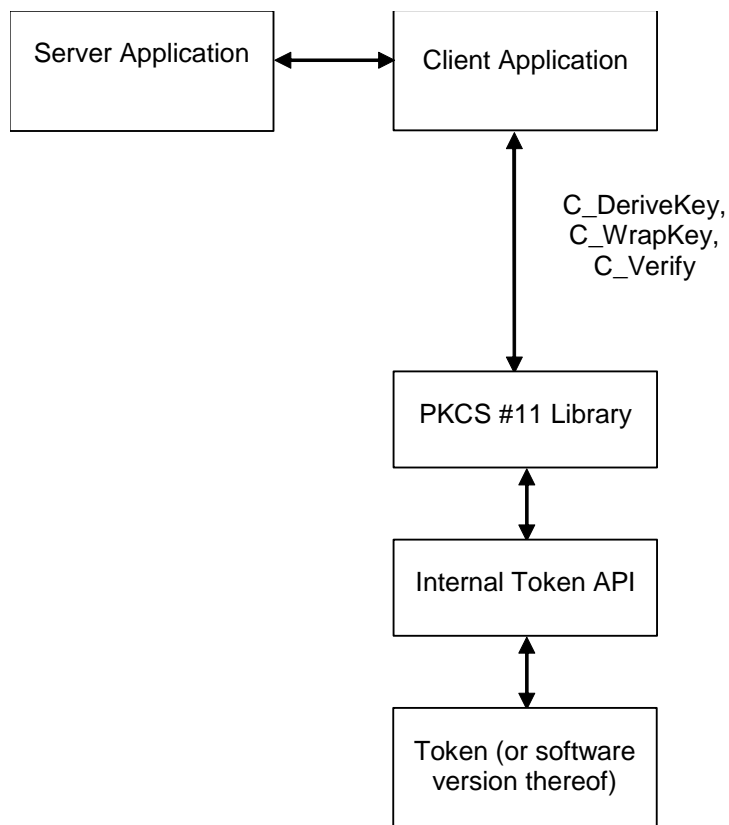 Server Application
Client Application
C_DeriveKey,
C_WrapKey,
C_Verify
PKCS #11 Library
Internal Token API
Token (or software
version thereof)